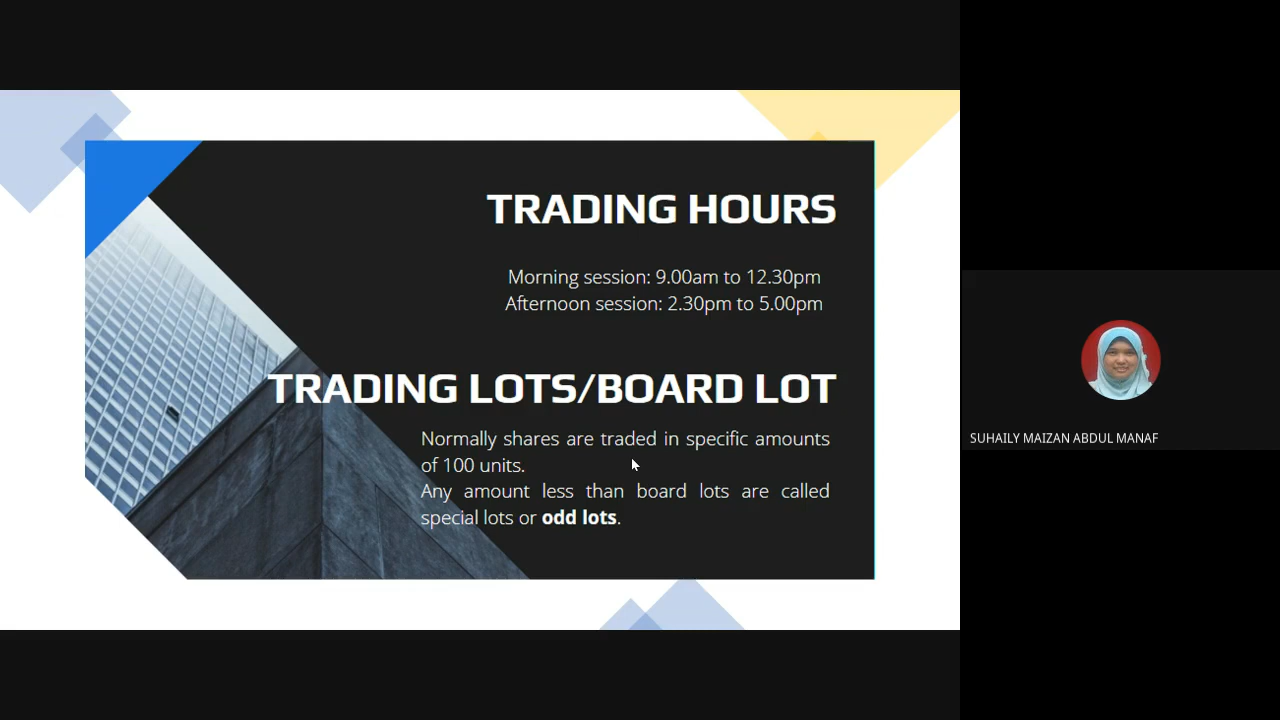 TRADING HOURS
Morning session: 9.00am to 12.30pm
Afternoon session: 2.30pm to 5.00pm
TRADING LOTS/BOARD LOT
Normally shares are traded in specific amounts
of 100 units.
Any amount less than board lots are called
special lots or odd lots.
SUHAILY MAIZAN ABDUL MANAF